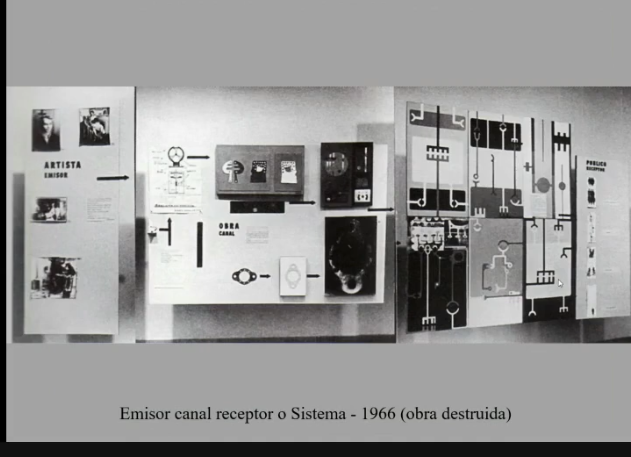 ARTISTA
EMISOR
OBRA
CANAL
PUBLICO
RECEPTOR
Emisor canal receptor o Sistema - 1966 (obra destruida)